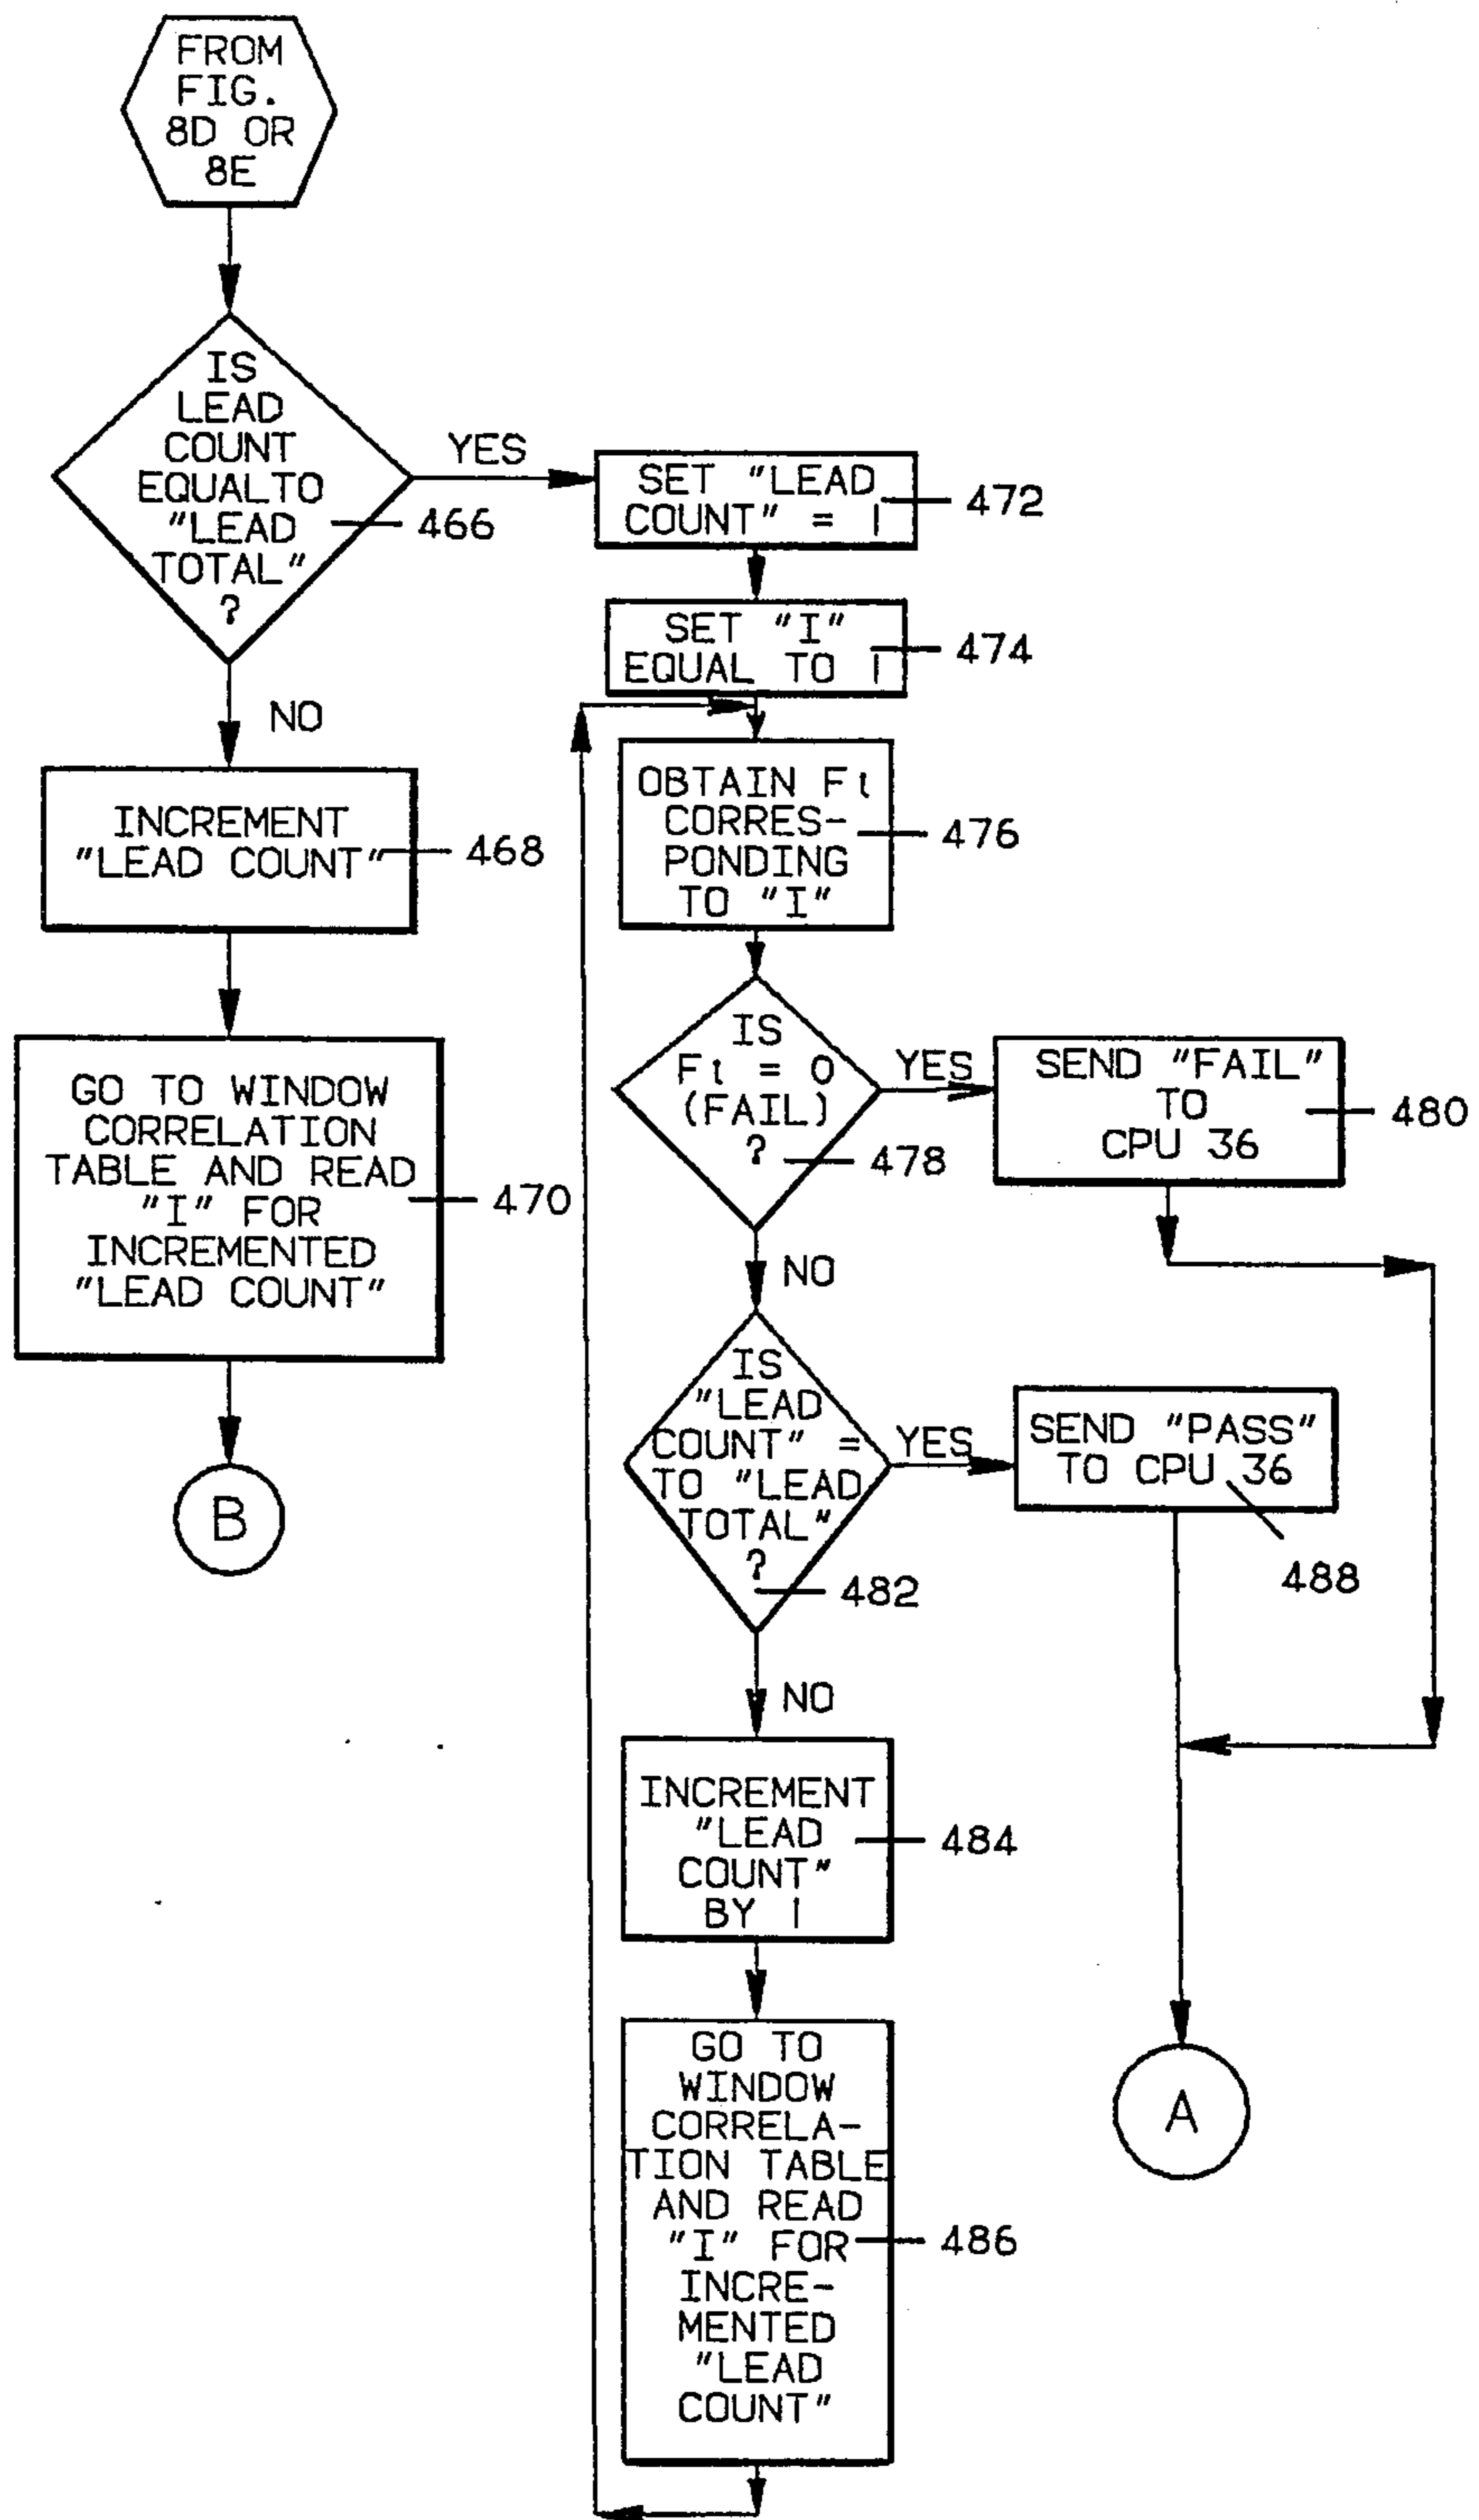 FROM
FIG.
8D OR
8E
IS
LEAD
COUNT
EQUALTO
"LEAD
TOTAL"
?
466
YES
NO
INCREMENT
"LEAD COUNT"
468
GO TO WINDOW
CORRELATION
TABLE AND READ
"I" FOR
INCREMENTED
"LEAD COUNT"
470
B
SET "LEAD
COUNT" = 1
472
SET "I"
EQUAL TO 1
474
OBTAIN Fi
CORRES-
PONDING
TO "I"
476
IS
Fi = 0
(FAIL)
?
478
YES
NO
SEND "FAIL"
TO
CPU 36
480
IS
"LEAD
COUNT" =
TO "LEAD
TOTAL"
?
482
YES
NO
SEND "PASS"
TO CPU 36
488
INCREMENT
"LEAD
COUNT"
BY 1
484
GO TO
WINDOW
CORRELA-
TION TABLE
AND READ
"I" FOR
INCRE-
MENTED
"LEAD
COUNT"
486
A